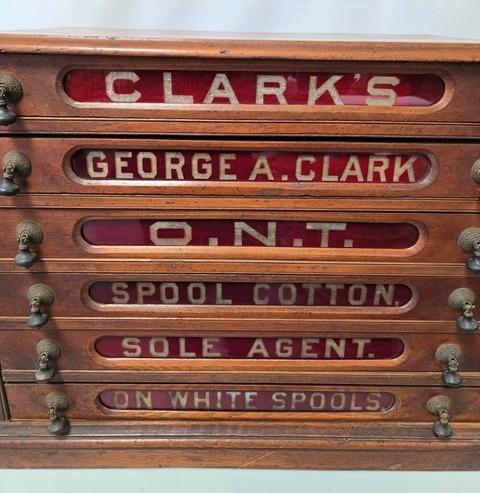 CLARK'S
GEORGE A. CLARK
O.N.T.
SPOOL COTTON,
SOLE AGENT.
ON WHITE SPOOLS.